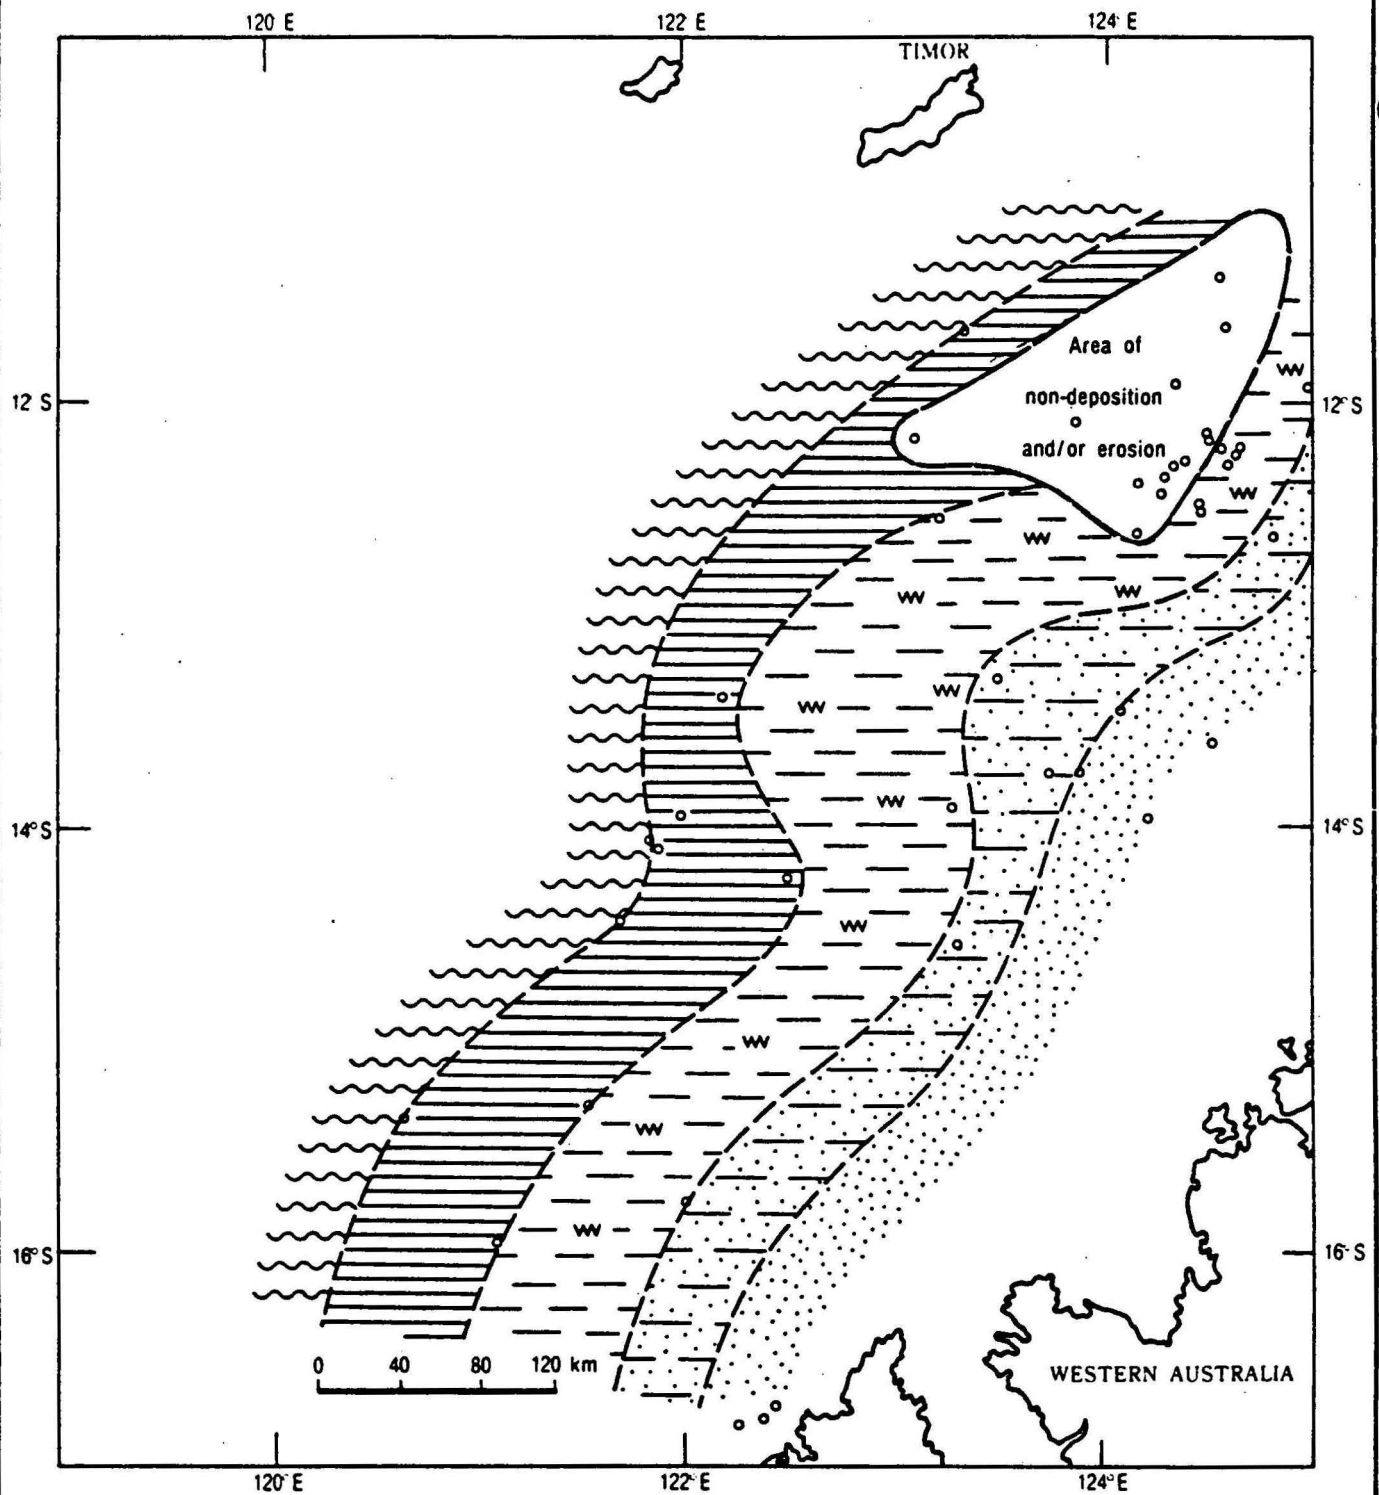 120 E
122 E
124° E
TIMOR
Area of
12 S
12°S
non-deposition
and/or erosion
14°S
14°S
16°S
16°S
0 40 80 120 km
WESTERN AUSTRALIA
120°E
122°E
124°E